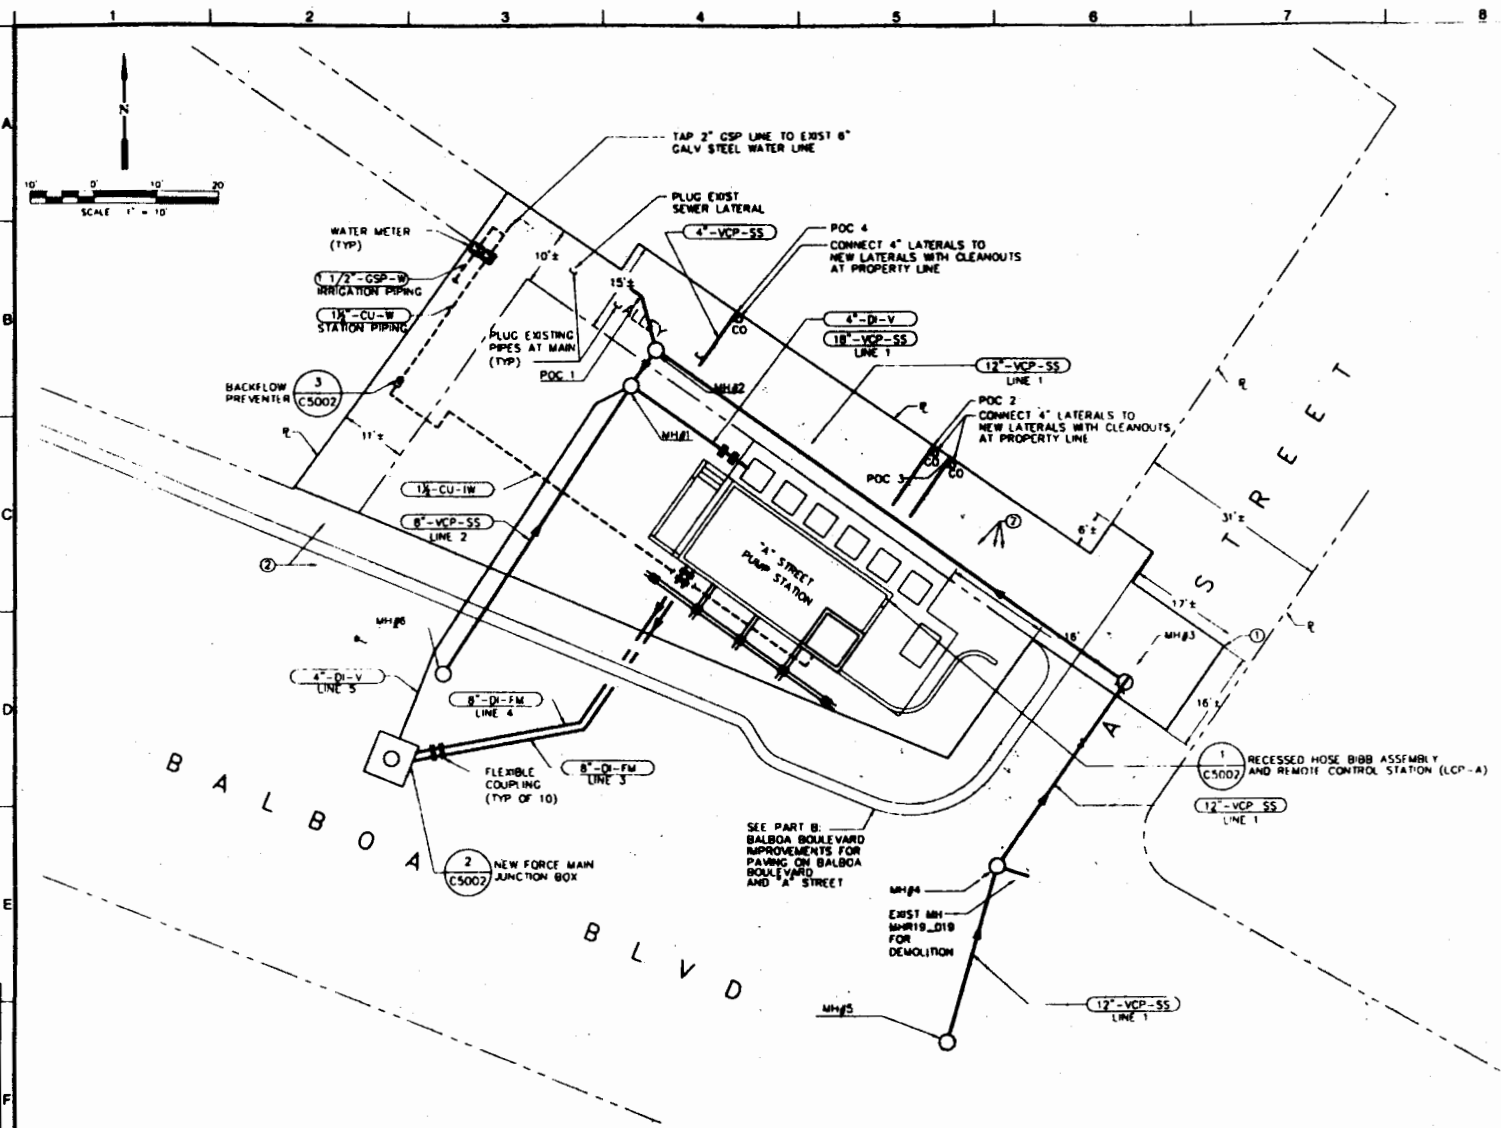 1 2 3 4 5 6 7 8
A
B
C
D
E
F
N
10' 0' 10' 20'
SCALE 1" = 10'
TAP 2" GSP LINE TO EXIST 6"
GALV STEEL WATER LINE
PLUG EXIST
SEWER LATERAL
4"-VCP-SS
POC 4
CONNECT 4" LATERALS TO
NEW LATERALS WITH CLEANOUTS
AT PROPERTY LINE
WATER METER
(TYP)
10'±
15'±
1 1/2"-GSP-W
IRRIGATION PIPING
1½"-CU-W
STATION PIPING
ALLEY
CO
PLUG EXISTING
PIPES AT MAIN
(TYP)
POC 1
4"-DI-V
18"-VCP-SS
LINE 1
12"-VCP-SS
LINE 1
BACKFLOW
PREVENTER
3
C5002
MH#2
POC 2
CONNECT 4" LATERALS TO
NEW LATERALS WITH CLEANOUTS
AT PROPERTY LINE
MH#1
11'±
POC 3
CO
CO
1½-CU-IW
8"-VCP-SS
LINE 2
2
2
6'±
31'±
17'±
"A" STREET
PUMP STATION
MH#6
16'
MH#3
1
4"-DI-V
LINE 5
8"-DI-FM
LINE 4
8"-DI-FM
LINE 3
FLEXIBLE
COUPLING
(TYP OF 10)
16'±
A STREET
1
C5002
RECESSED HOSE BIBB ASSEMBLY
AND REMOTE CONTROL STATION (LCP-A)
12"-VCP SS
LINE 1
SEE PART B:
BALBOA BOULEVARD
IMPROVEMENTS FOR
PAVING ON BALBOA
BOULEVARD
AND "A" STREET
2
C5002
NEW FORCE MAIN
JUNCTION BOX
MH#4
EXIST MH
MHR19_019
FOR
DEMOLITION
BALBOA BLVD
12"-VCP-SS
LINE 1
MH#5